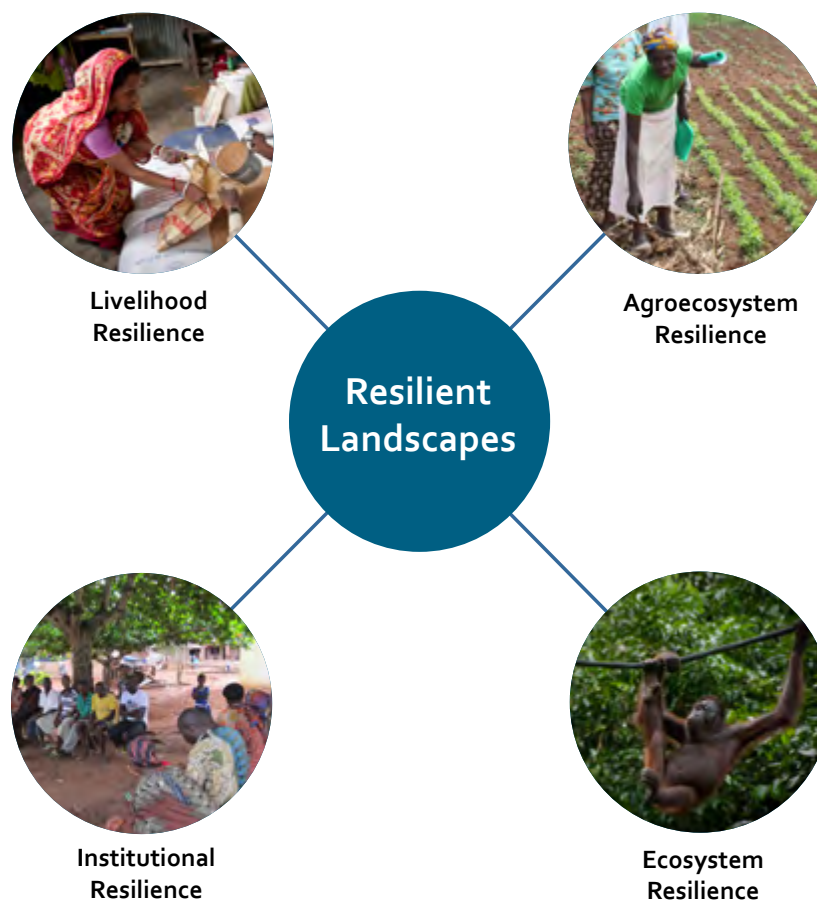 Livelihood
Resilience
Agroecosystem
Resilience
Resilient
Landscapes
Institutional
Resilience
Ecosystem
Resilience